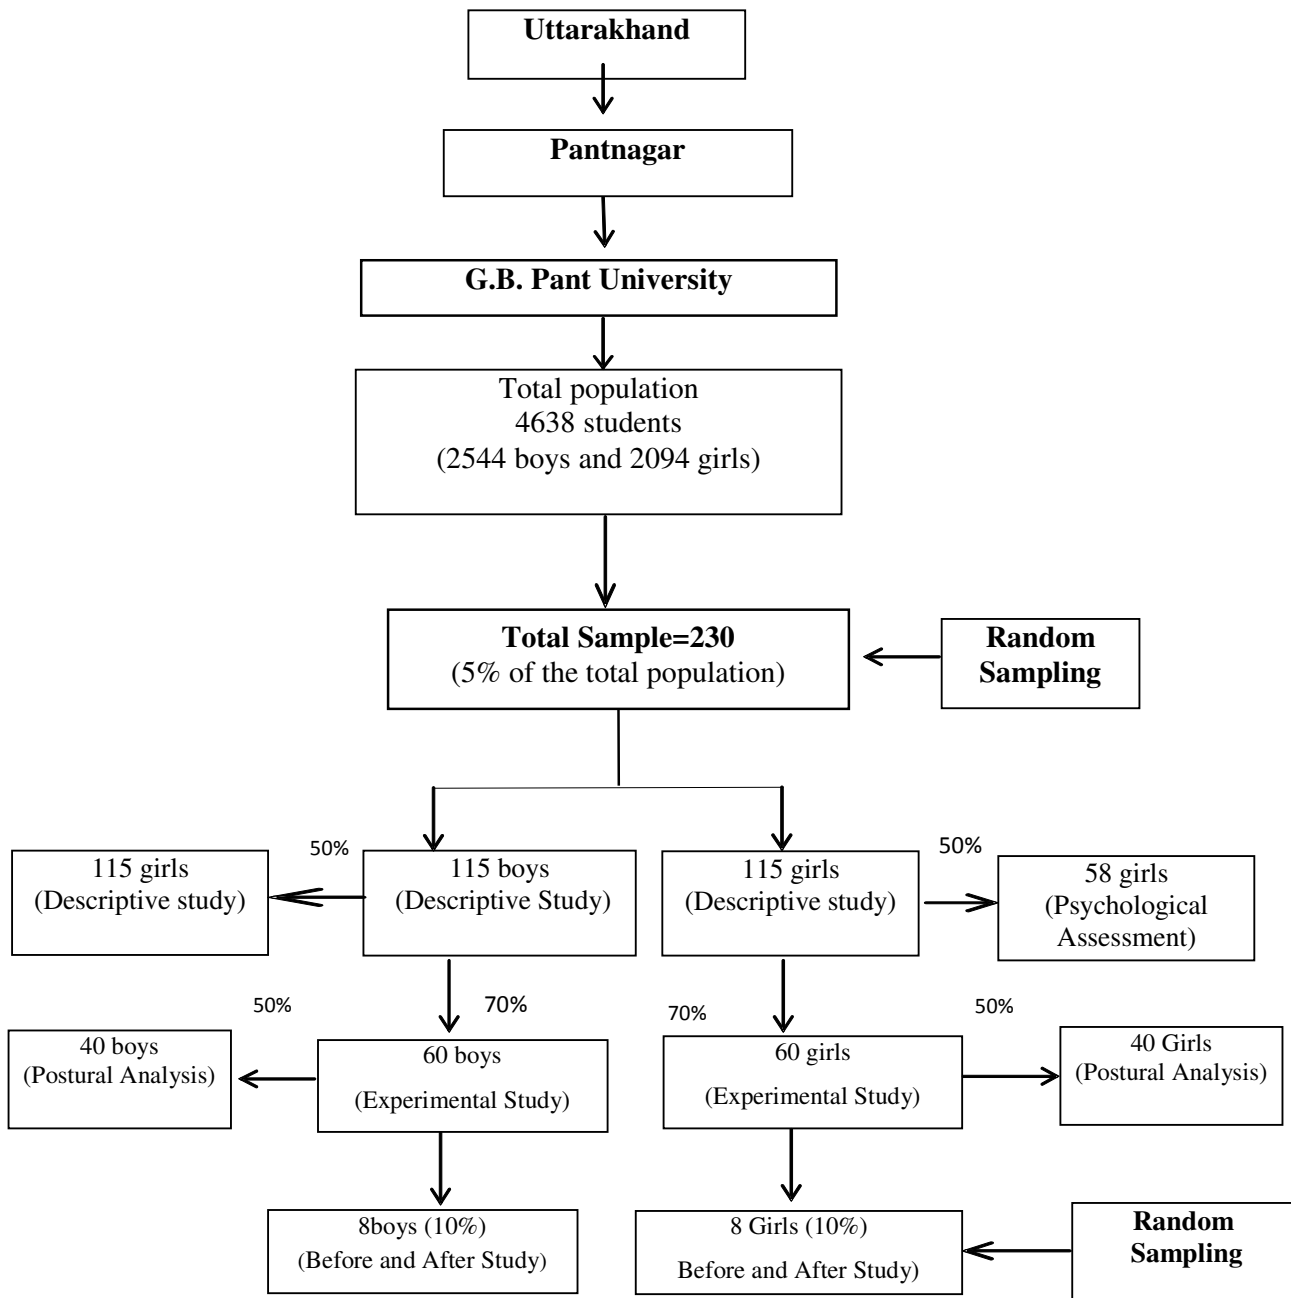 Uttarakhand
Pantnagar
G.B. Pant University
Total population
4638 students
(2544 boys and 2094 girls)
Total Sample=230
(5% of the total population)
Random
Sampling
115 girls
(Descriptive study)
50%
115 boys
(Descriptive Study)
115 girls
(Descriptive study)
50%
58 girls
(Psychological
Assessment)
50%
70%
70%
50%
40 boys
(Postural Analysis)
60 boys
(Experimental Study)
60 girls
(Experimental Study)
40 Girls
(Postural Analysis)
8boys (10%)
(Before and After Study)
8 Girls (10%)
Before and After Study)
Random
Sampling